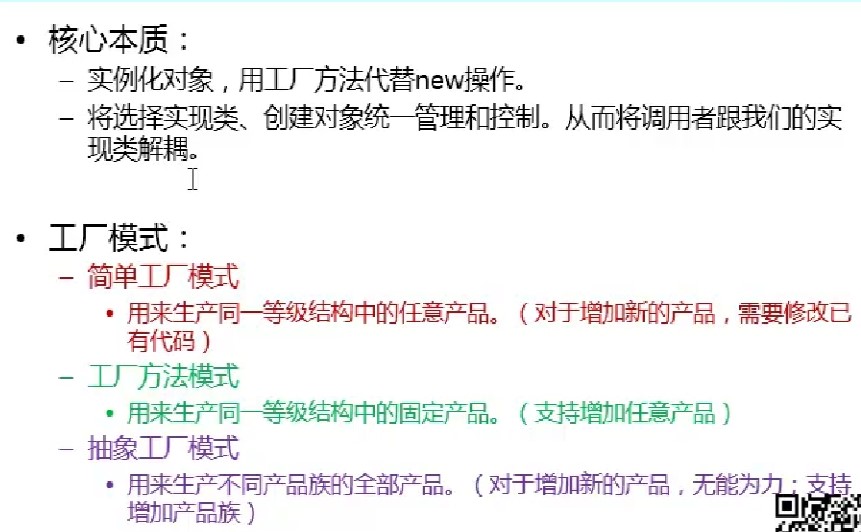 • 核心本质：
– 实例化对象，用工厂方法代替new操作。
– 将选择实现类、创建对象统一管理和控制。从而将调用者跟我们的实
现类解耦。
• 工厂模式：
– 简单工厂模式
• 用来生产同一等级结构中的任意产品。（对于增加新的产品，需要修改已
有代码）
– 工厂方法模式
• 用来生产同一等级结构中的固定产品。（支持增加任意产品）
– 抽象工厂模式
• 用来生产不同产品族的全部产品。（对于增加新的产品，无能为力；支持
增加产品族）